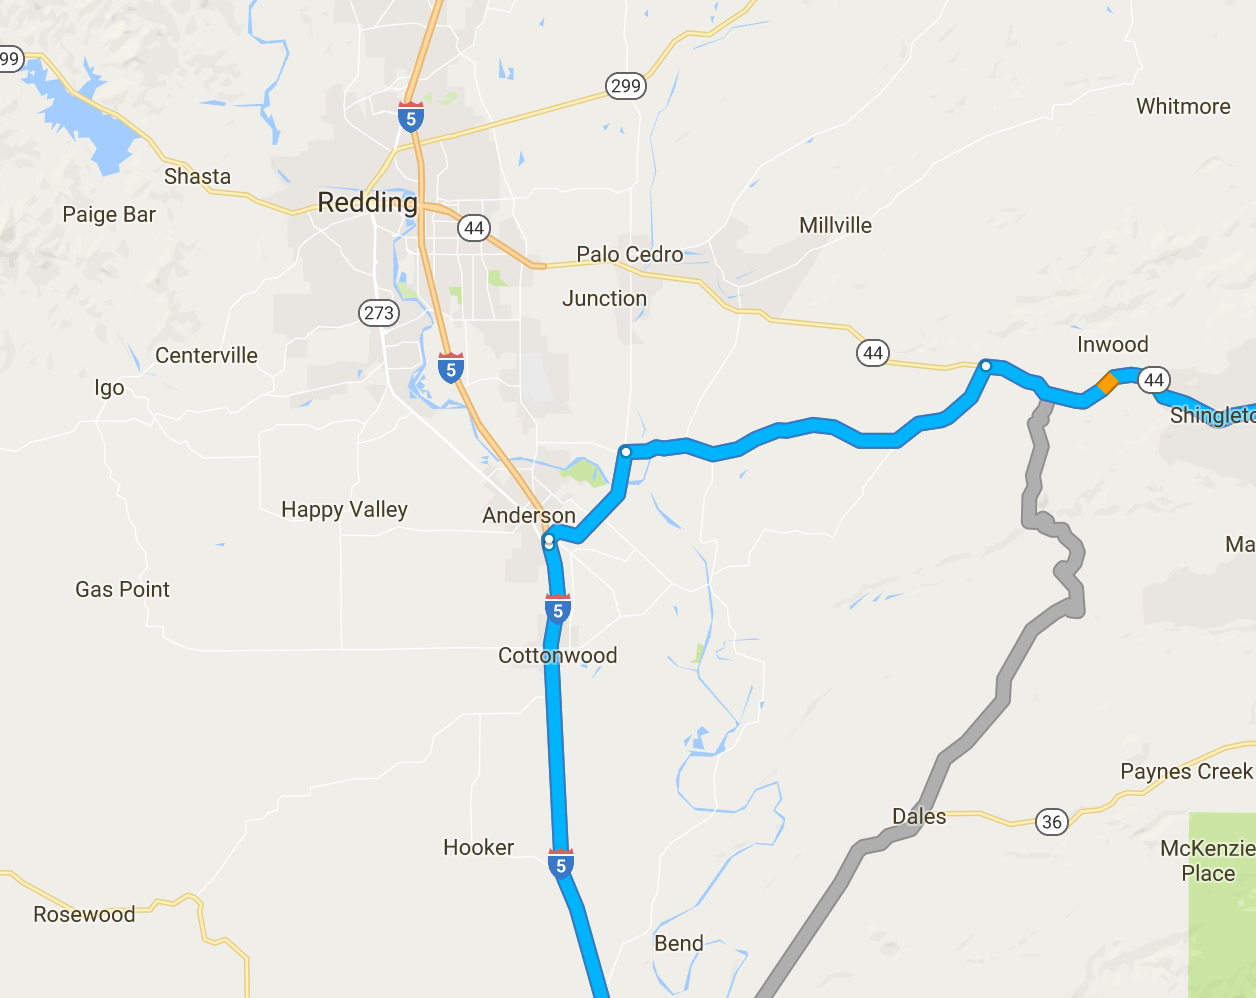 99
299
5
Whitmore
Shasta
Redding
Paige Bar
44
Millville
Palo Cedro
Junction
273
Centerville
5
44
Inwood
Igo
44
Shingletc
Happy Valley
Anderson
Ma
Gas Point
5
Cottonwood
Paynes Creek
Dales
36
Hooker
5
McKenzie
Place
Rosewood
Bend